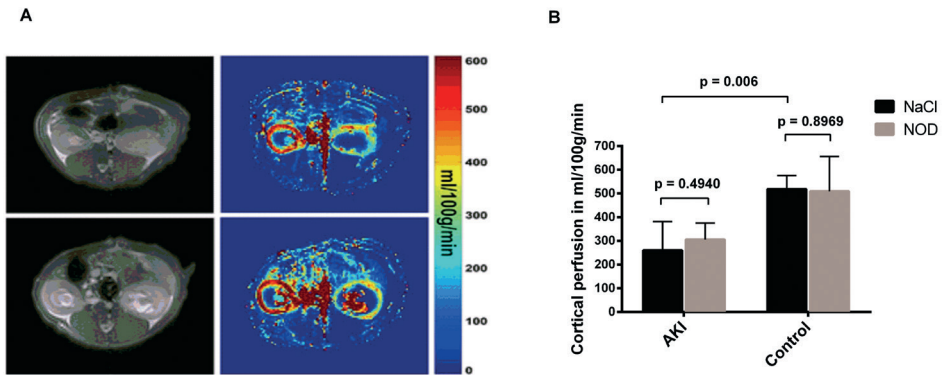 A
600
500
400
300
200
100
0
ml/100g/min
B
Cortical perfusion in ml/100g/min
p = 0.006
NaCl
NOD
p = 0.8969
p = 0.4940
700
600
500
400
300
200
100
0
AKI
Control